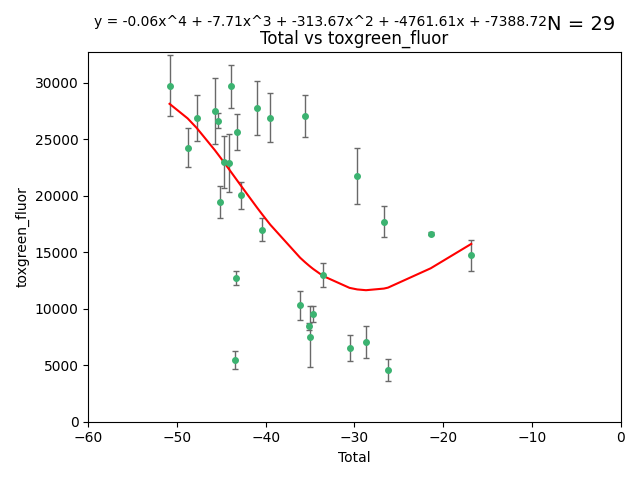 y = -0.06x^4 + -7.71x^3 + -313.67x^2 + -4761.61x + -7388.72
N = 29
Total vs toxgreen_fluor
30000
25000
20000
15000
10000
5000
0
toxgreen_fluor
−60
−50
−40
−30
−20
−10
0
Total